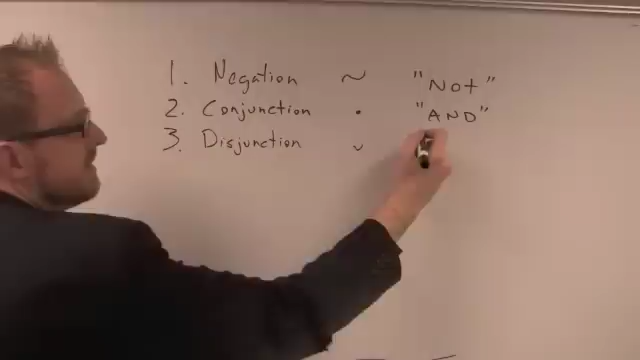 1. Negation ~ "Not"
2. Conjunction · "AND"
3. Disjunction v